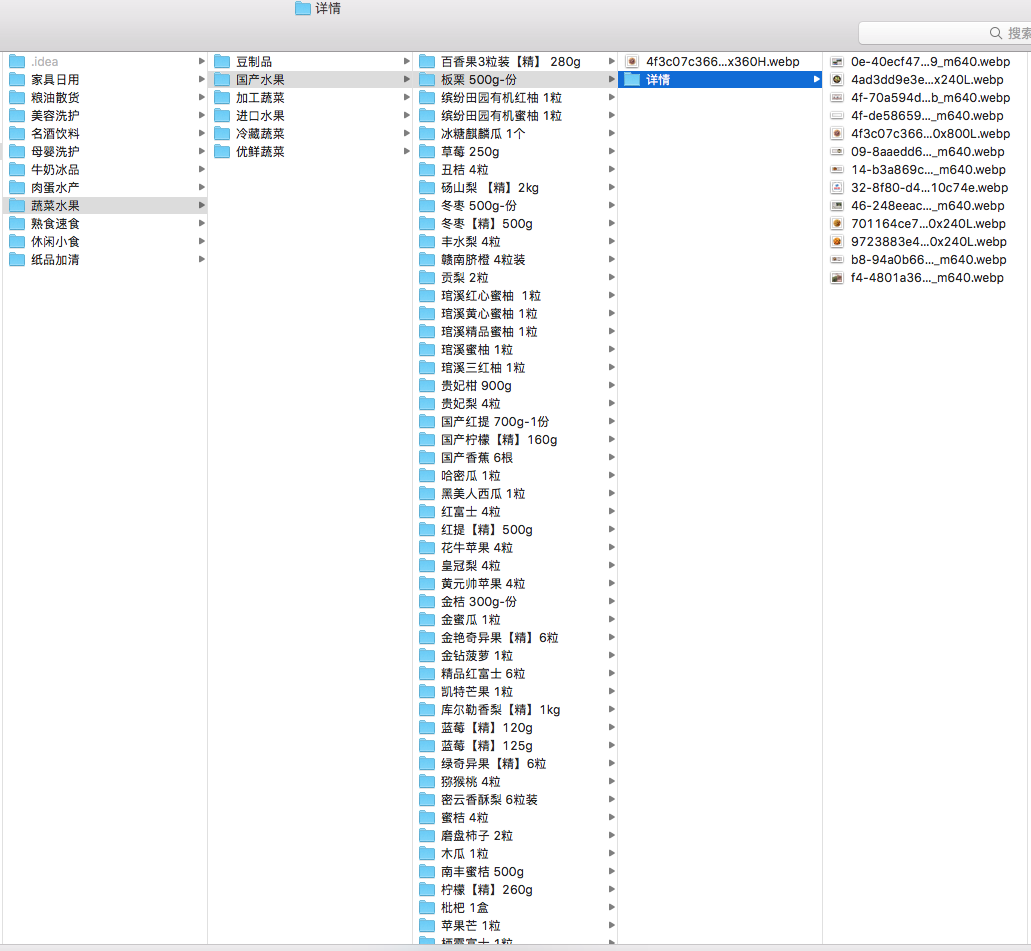 详情
搜索
.idea
家具日用
粮油散货
美容洗护
名酒饮料
母婴洗护
牛奶冰品
肉蛋水产
蔬菜水果
熟食速食
休闲小食
纸品加清
豆制品
国产水果
加工蔬菜
进口水果
冷藏蔬菜
优鲜蔬菜
百香果3粒装【精】 280g
板栗 500g-份
缤纷田园有机红柚 1粒
缤纷田园有机蜜柚 1粒
冰糖麒麟瓜 1个
草莓 250g
丑桔 4粒
砀山梨 【精】2kg
冬枣 500g-份
冬枣【精】500g
丰水梨 4粒
赣南脐橙 4粒装
贡梨 2粒
琯溪红心蜜柚  1粒
琯溪黄心蜜柚 1粒
琯溪精品蜜柚 1粒
琯溪蜜柚 1粒
琯溪三红柚 1粒
贵妃柑 900g
贵妃梨 4粒
国产红提 700g-1份
国产柠檬【精】160g
国产香蕉 6根
哈密瓜 1粒
黑美人西瓜 1粒
红富士 4粒
红提【精】500g
花牛苹果 4粒
皇冠梨 4粒
黄元帅苹果 4粒
金桔 300g-份
金蜜瓜 1粒
金艳奇异果【精】6粒
金钻菠萝 1粒
精品红富士 6粒
凯特芒果 1粒
库尔勒香梨【精】1kg
蓝莓【精】120g
蓝莓【精】125g
绿奇异果【精】6粒
猕猴桃 4粒
密云香酥梨 6粒装
蜜桔 4粒
磨盘柿子 2粒
木瓜 1粒
南丰蜜桔 500g
柠檬【精】260g
枇杷 1盒
苹果芒 1粒
栖霞富士 1粒
4f3c07c366...x360H.webp
详情
0e-40ecf47...9_m640.webp
4ad3dd9e3e...x240L.webp
4f-70a594d...b_m640.webp
4f-de58659..._m640.webp
4f3c07c366...0x800L.webp
09-8aaedd6..._m640.webp
14-b3a869c..._m640.webp
32-8f80-d4...10c74e.webp
46-248eeac..._m640.webp
701164ce7...0x240L.webp
9723883e4...0x240L.webp
b8-94a0b66..._m640.webp
f4-4801a36..._m640.webp